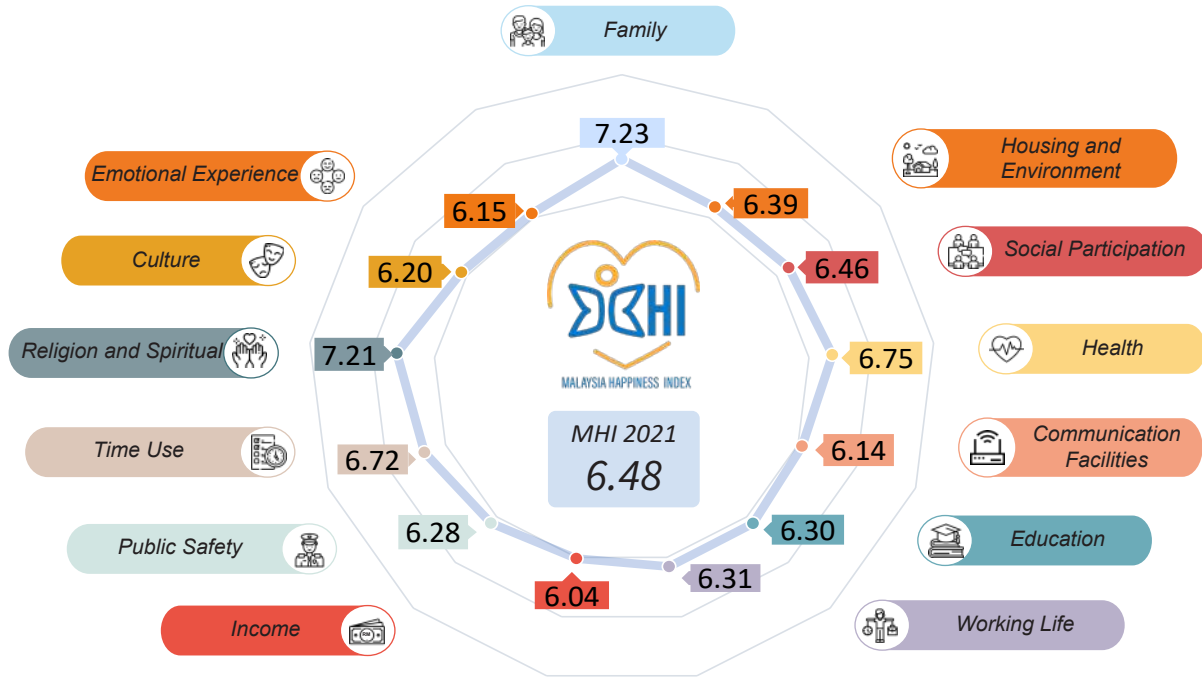 Family
7.23
Housing and
Environment
6.39
Social Participation
6.46
Health
6.75
Communication
Facilities
6.14
Education
6.30
Working Life
6.31
Income
6.04
Public Safety
6.28
Time Use
6.72
Religion and Spiritual
7.21
Culture
6.20
Emotional Experience
6.15
MHI
MALAYSIA HAPPINESS INDEX
MHI 2021
6.48